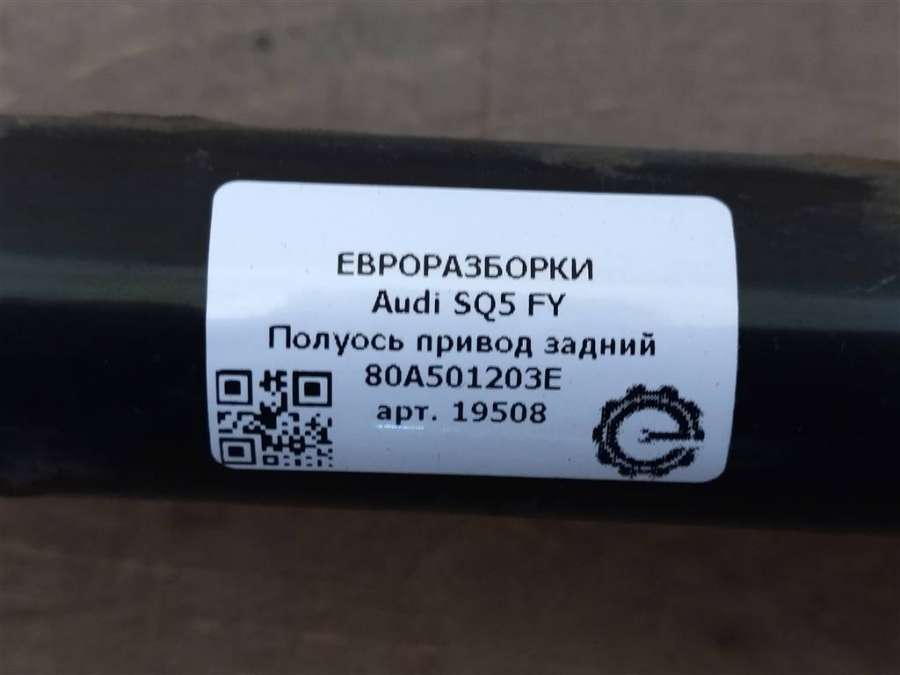 ЕВРОРАЗБОРКИ
Audi SQ5 FY
Полуось привод задний
80A501203E
арт. 19508